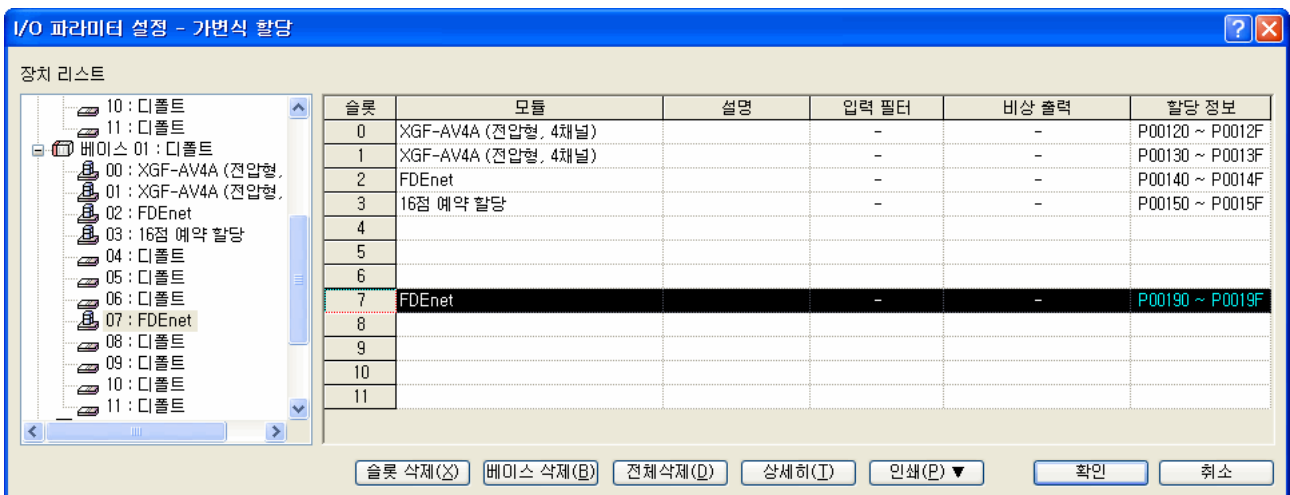 I/O 파라미터 설정 - 가변식 할당
장치 리스트
10 : 디폴트
11 : 디폴트
베이스 01 : 디폴트
00 : XGF-AV4A (전압형,
01 : XGF-AV4A (전압형,
02 : FDEnet
03 : 16점 예약 할당
04 : 디폴트
05 : 디폴트
06 : 디폴트
07 : FDEnet
08 : 디폴트
09 : 디폴트
10 : 디폴트
11 : 디폴트
슬롯 모듈 설명 입력 필터 비상 출력 할당 정보
0 XGF-AV4A (전압형, 4채널) - - P00120 ~ P0012F
1 XGF-AV4A (전압형, 4채널) - - P00130 ~ P0013F
2 FDEnet - - P00140 ~ P0014F
3 16점 예약 할당 - - P00150 ~ P0015F
4
5
6
7 FDEnet - - P00190 ~ P0019F
8
9
10
11
슬롯 삭제(X) 베이스 삭제(B) 전체삭제(D) 상세히(T) 인쇄(P) ▼ 확인 취소